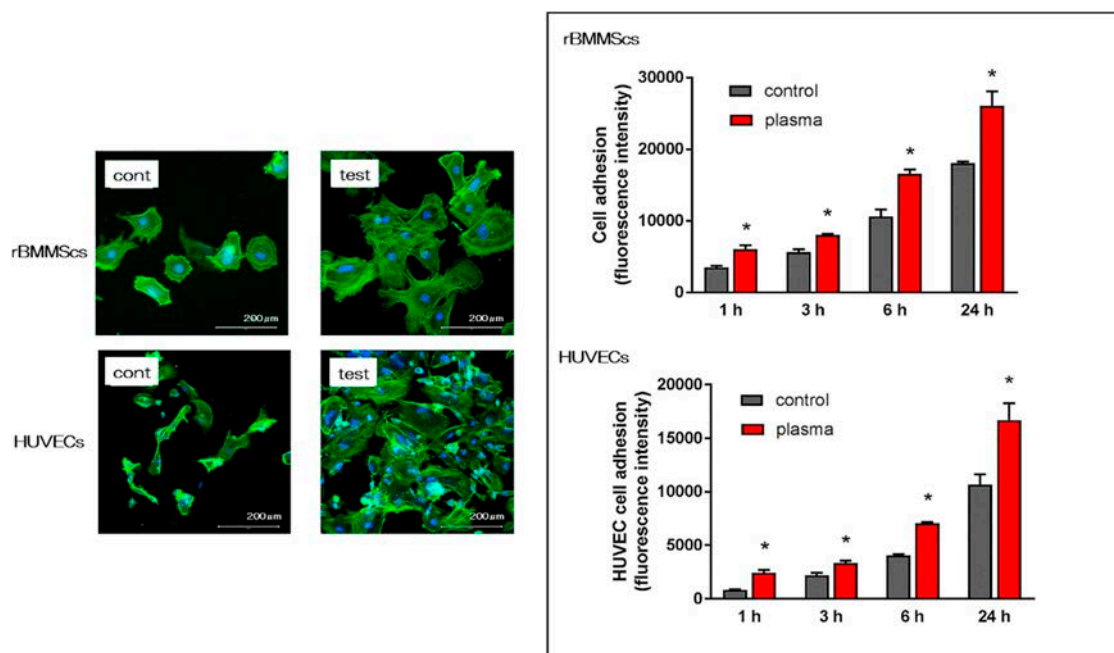 rBMMScs
cont
200μm
test
200μm
HUVECs
cont
200μm
test
200μm
rBMMScs
Cell adhesion
(fluorescence intensity)
30000
20000
10000
0
control
plasma
*
*
*
*
1 h
3 h
6 h
24 h
HUVECs
HUVEC cell adhesion
(fluorescence intensity)
20000
15000
10000
5000
0
control
plasma
*
*
*
*
1 h
3 h
6 h
24 h